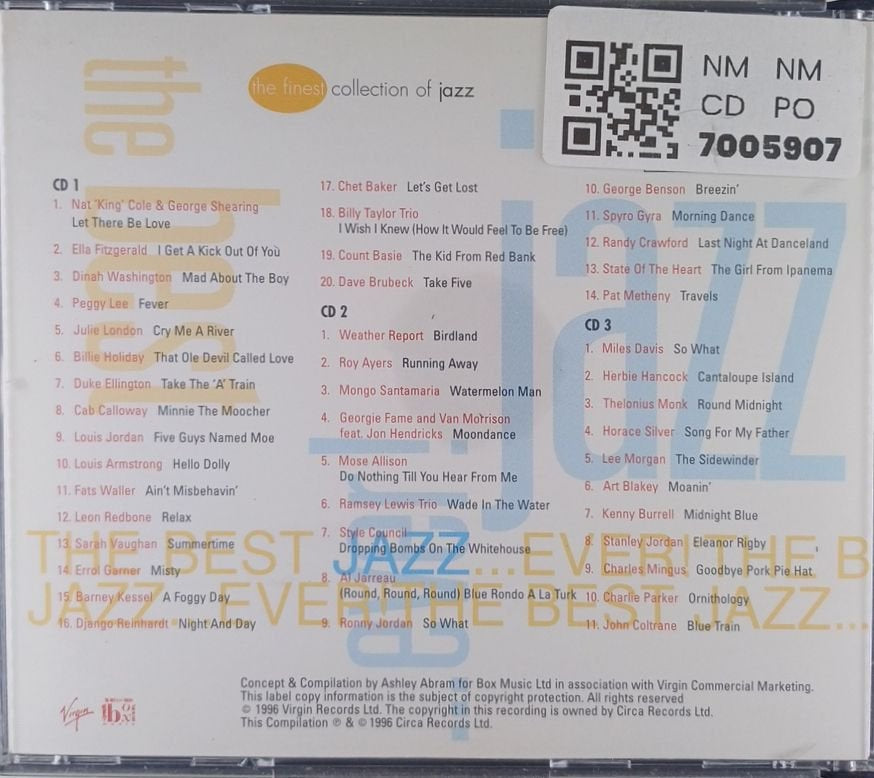 the finest collection of jazz
NM NM
CD PO
7005907
the best
jazz
ever!
CD 1
1. Nat 'King' Cole & George Shearing
Let There Be Love
2. Ella Fitzgerald I Get A Kick Out Of You
3. Dinah Washington Mad About The Boy
4. Peggy Lee Fever
5. Julie London Cry Me A River
6. Billie Holiday That Ole Devil Called Love
7. Duke Ellington Take The 'A' Train
8. Cab Calloway Minnie The Moocher
9. Louis Jordan Five Guys Named Moe
10. Louis Armstrong Hello Dolly
11. Fats Waller Ain't Misbehavin'
12. Leon Redbone Relax
13. Sarah Vaughan Summertime
14. Errol Garner Misty
15. Barney Kessel A Foggy Day
16. Django Reinhardt Night And Day
17. Chet Baker Let's Get Lost
18. Billy Taylor Trio
I Wish I Knew (How It Would Feel To Be Free)
19. Count Basie The Kid From Red Bank
20. Dave Brubeck Take Five
CD 2
1. Weather Report Birdland
2. Roy Ayers Running Away
3. Mongo Santamaria Watermelon Man
4. Georgie Fame and Van Morrison
feat. Jon Hendricks Moondance
5. Mose Allison
Do Nothing Till You Hear From Me
6. Ramsey Lewis Trio Wade In The Water
7. Style Council
Dropping Bombs On The Whitehouse
8. Al Jarreau
(Round, Round, Round) Blue Rondo A La Turk
9. Ronny Jordan So What
10. George Benson Breezin'
11. Spyro Gyra Morning Dance
12. Randy Crawford Last Night At Danceland
13. State Of The Heart The Girl From Ipanema
14. Pat Metheny Travels
CD 3
1. Miles Davis So What
2. Herbie Hancock Cantaloupe Island
3. Thelonius Monk Round Midnight
4. Horace Silver Song For My Father
5. Lee Morgan The Sidewinder
6. Art Blakey Moanin'
7. Kenny Burrell Midnight Blue
8. Stanley Jordan Eleanor Rigby
9. Charles Mingus Goodbye Pork Pie Hat
10. Charlie Parker Ornithology
11. John Coltrane Blue Train
THE BEST JAZZ...EVER! THE B
JAZZ...EVER! THE BEST JAZZ...
Virgin
box
Concept & Compilation by Ashley Abram for Box Music Ltd in association with Virgin Commercial Marketing.
This label copy information is the subject of copyright protection. All rights reserved
© 1996 Virgin Records Ltd. The copyright in this recording is owned by Circa Records Ltd.
This Compilation ℗ & © 1996 Circa Records Ltd.